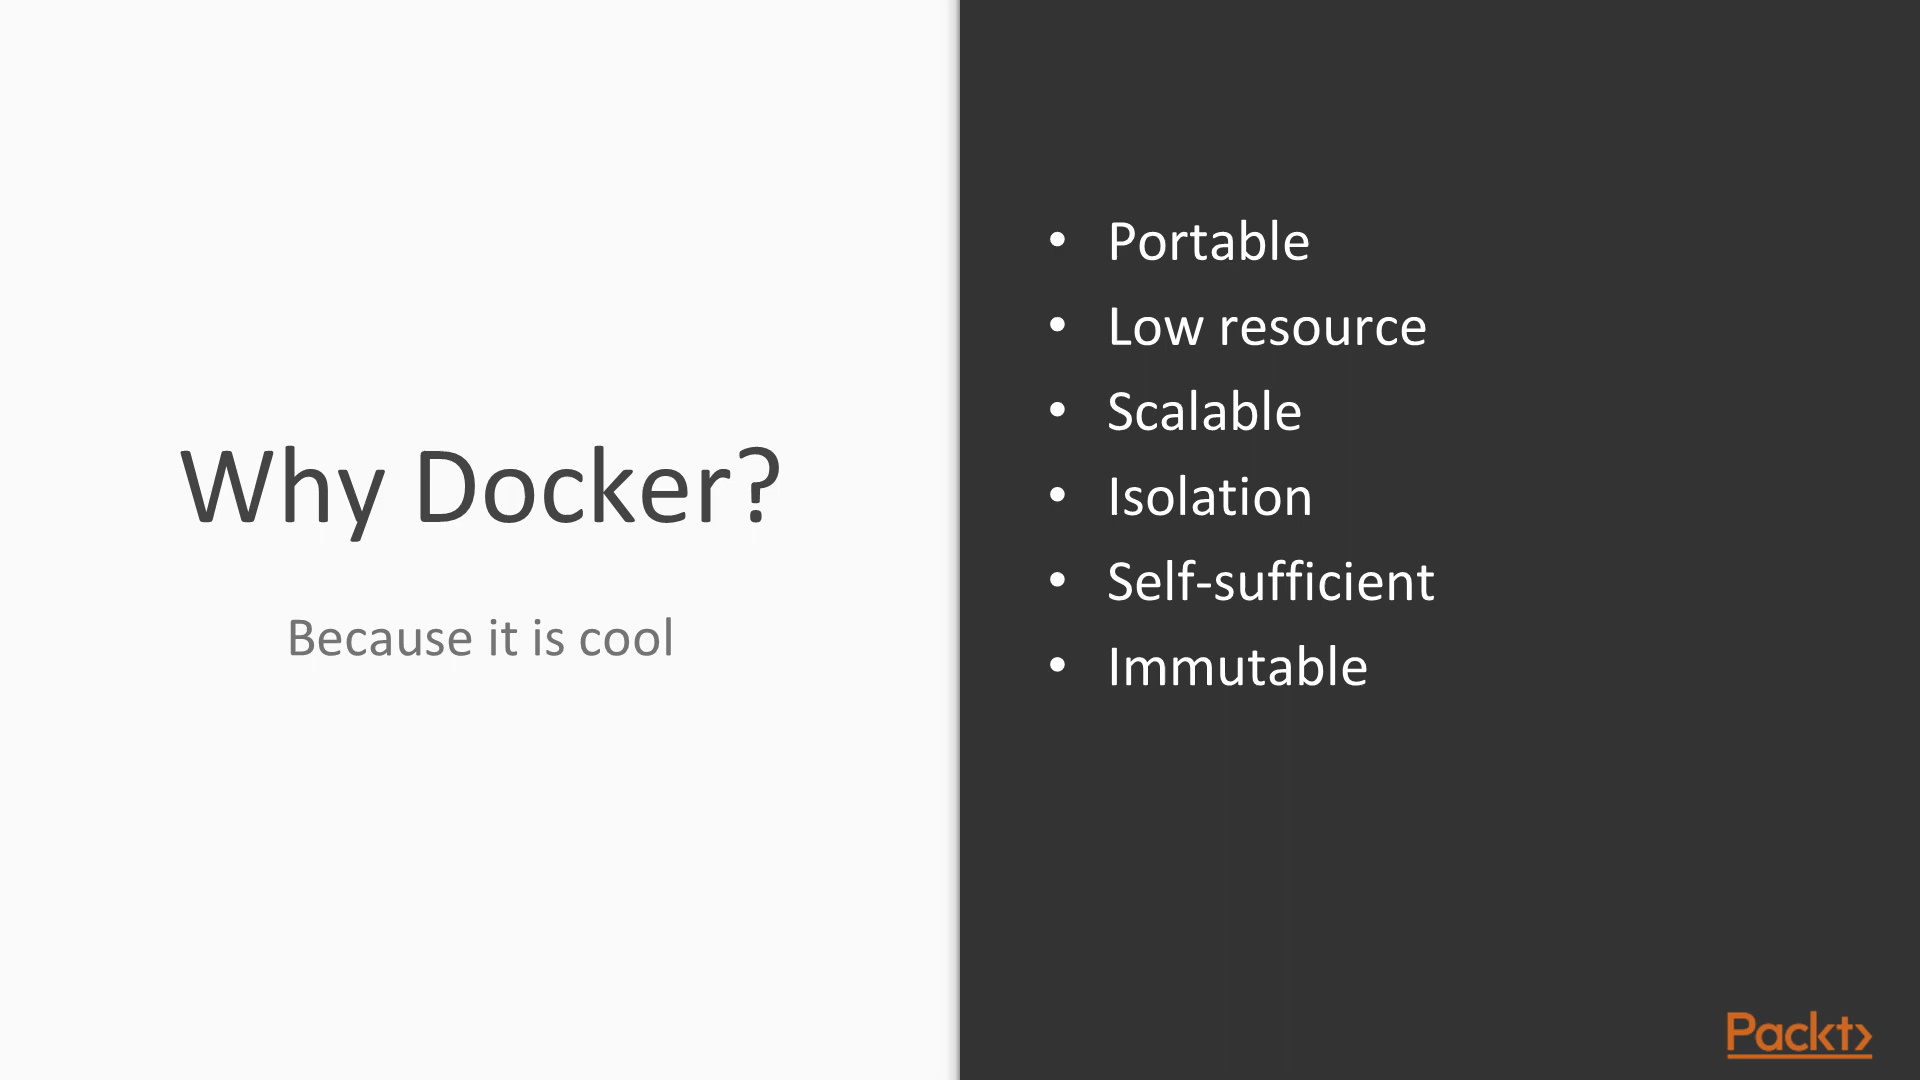 Why Docker?
Because it is cool
• Portable
• Low resource
• Scalable
• Isolation
• Self-sufficient
• Immutable
Packt>